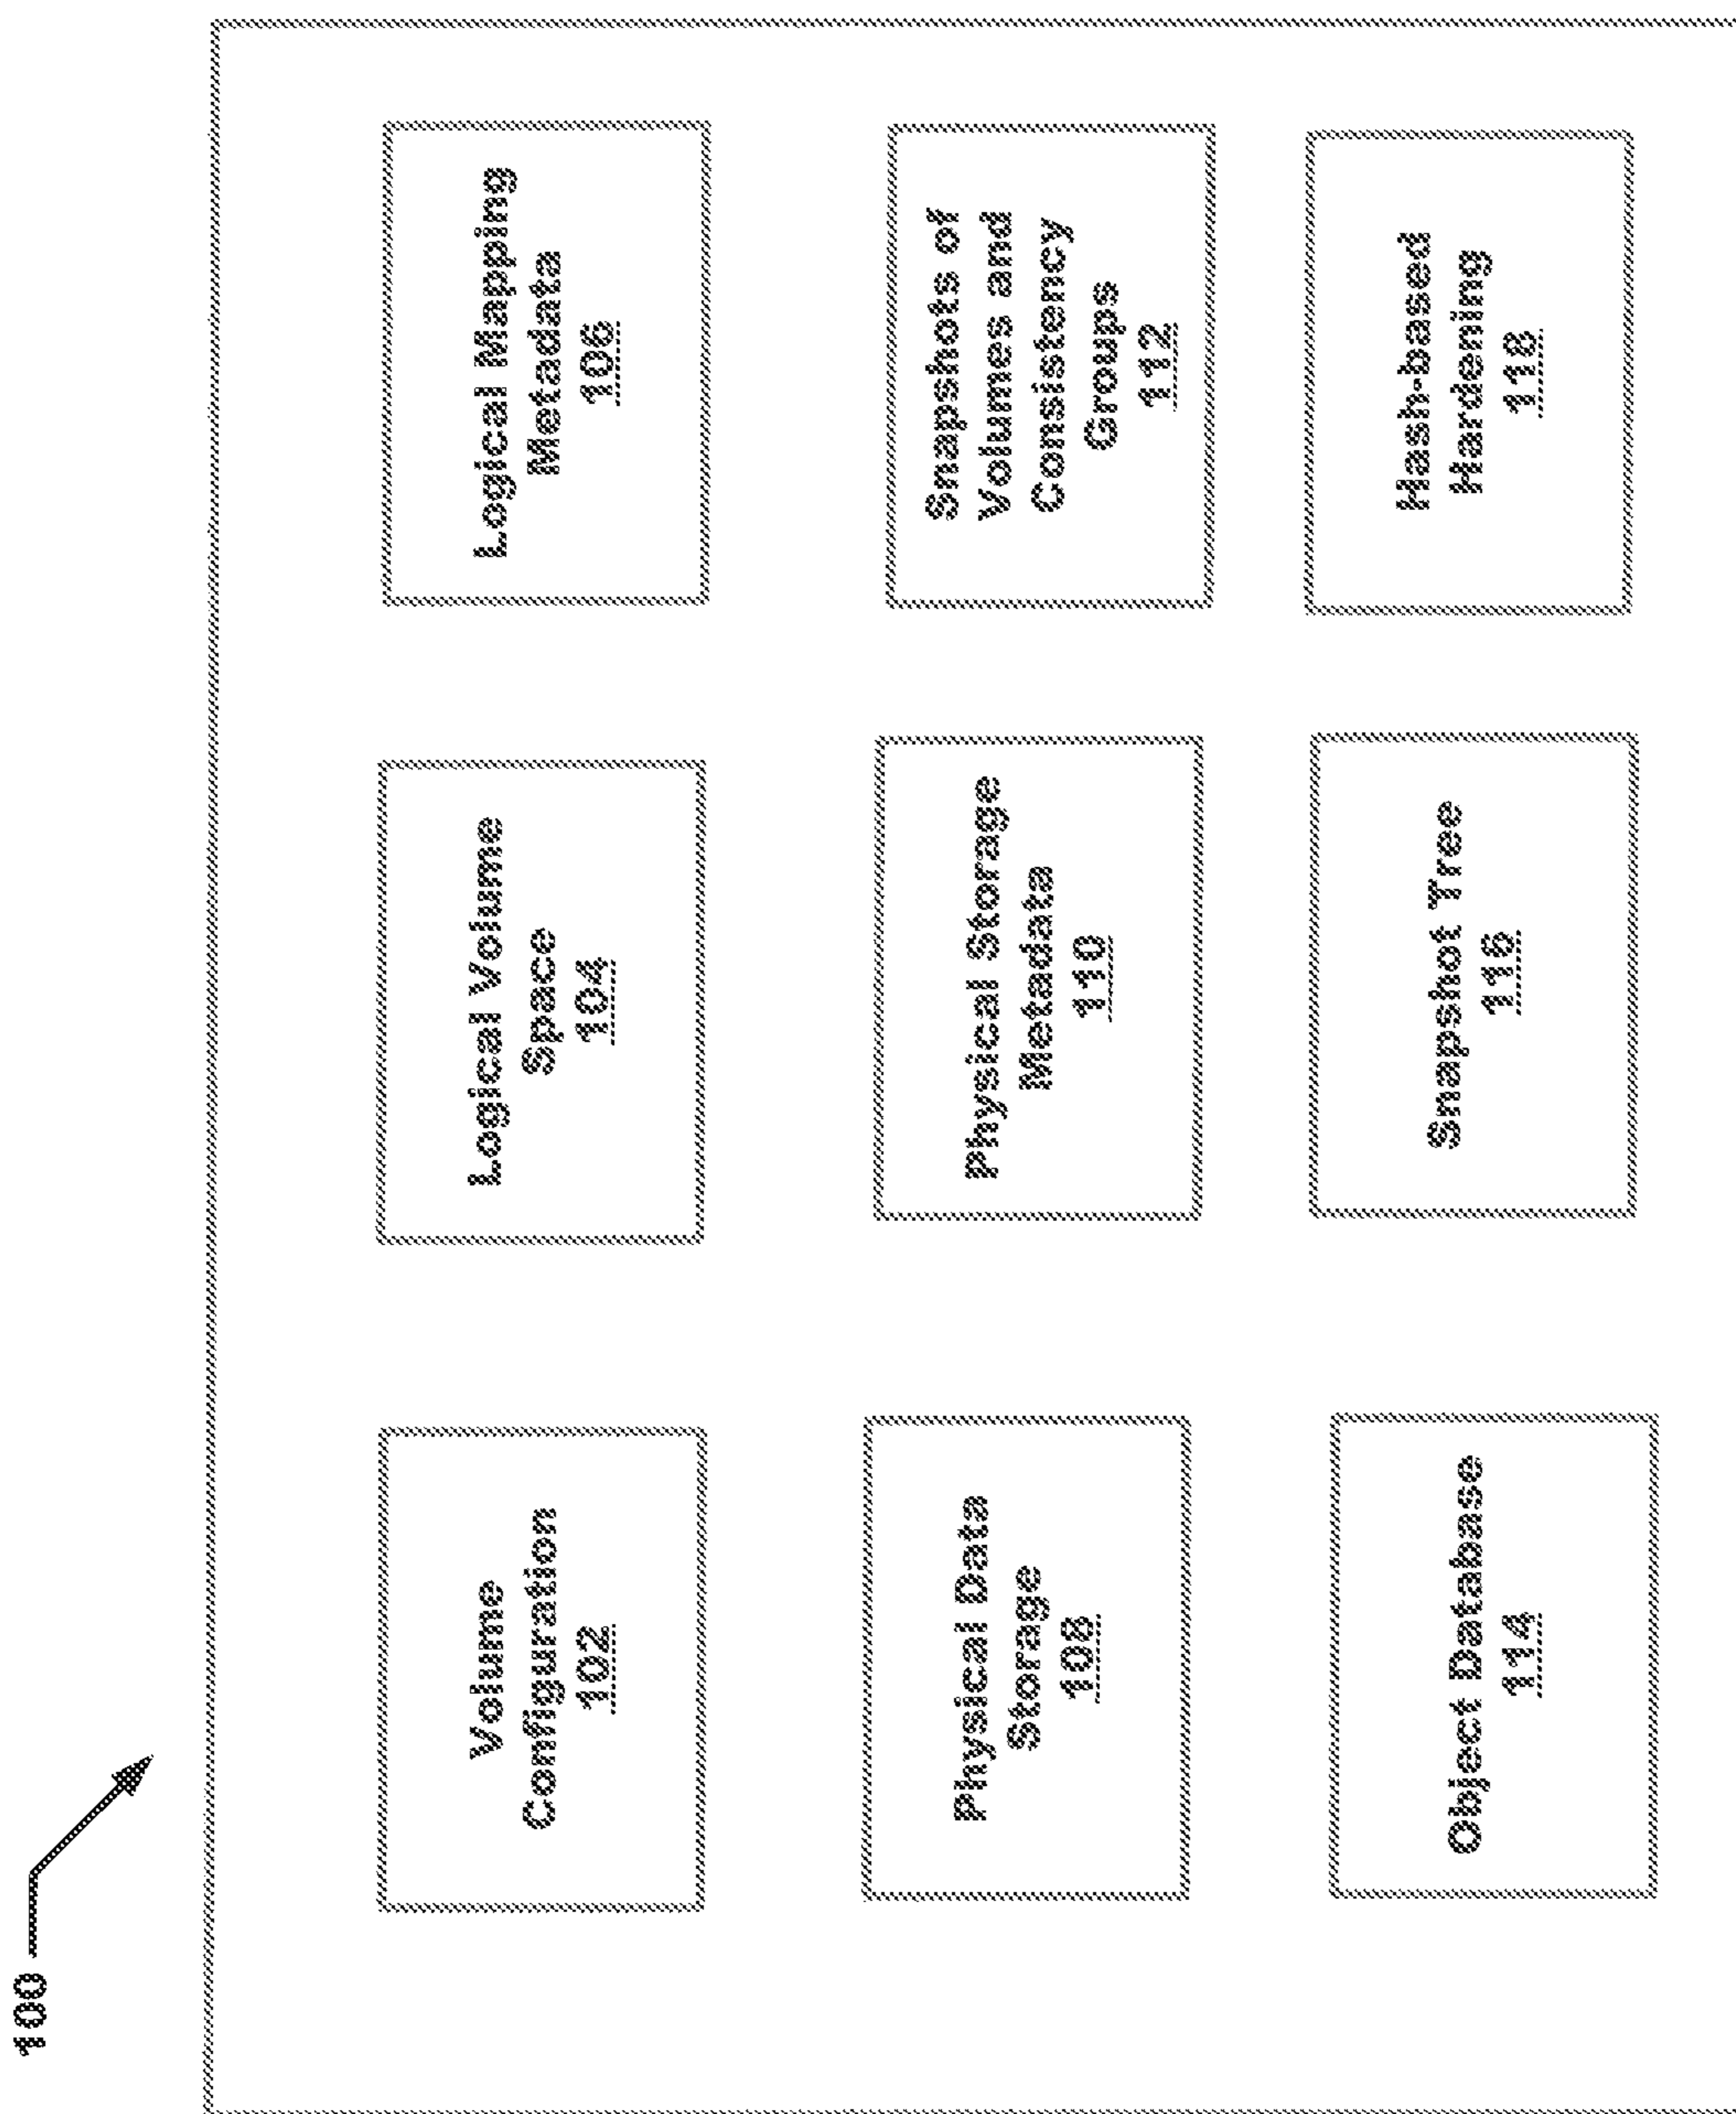 100
Volume
Configuration
102
Logical Volume
Space
104
Logical Mapping
Metadata
106
Physical Data
Storage
108
Physical Storage
Metadata
110
Snapshots of
Volumes and
Consistency
Groups
112
Object Database
114
Snapshot Tree
116
Hash-based
Hardening
118